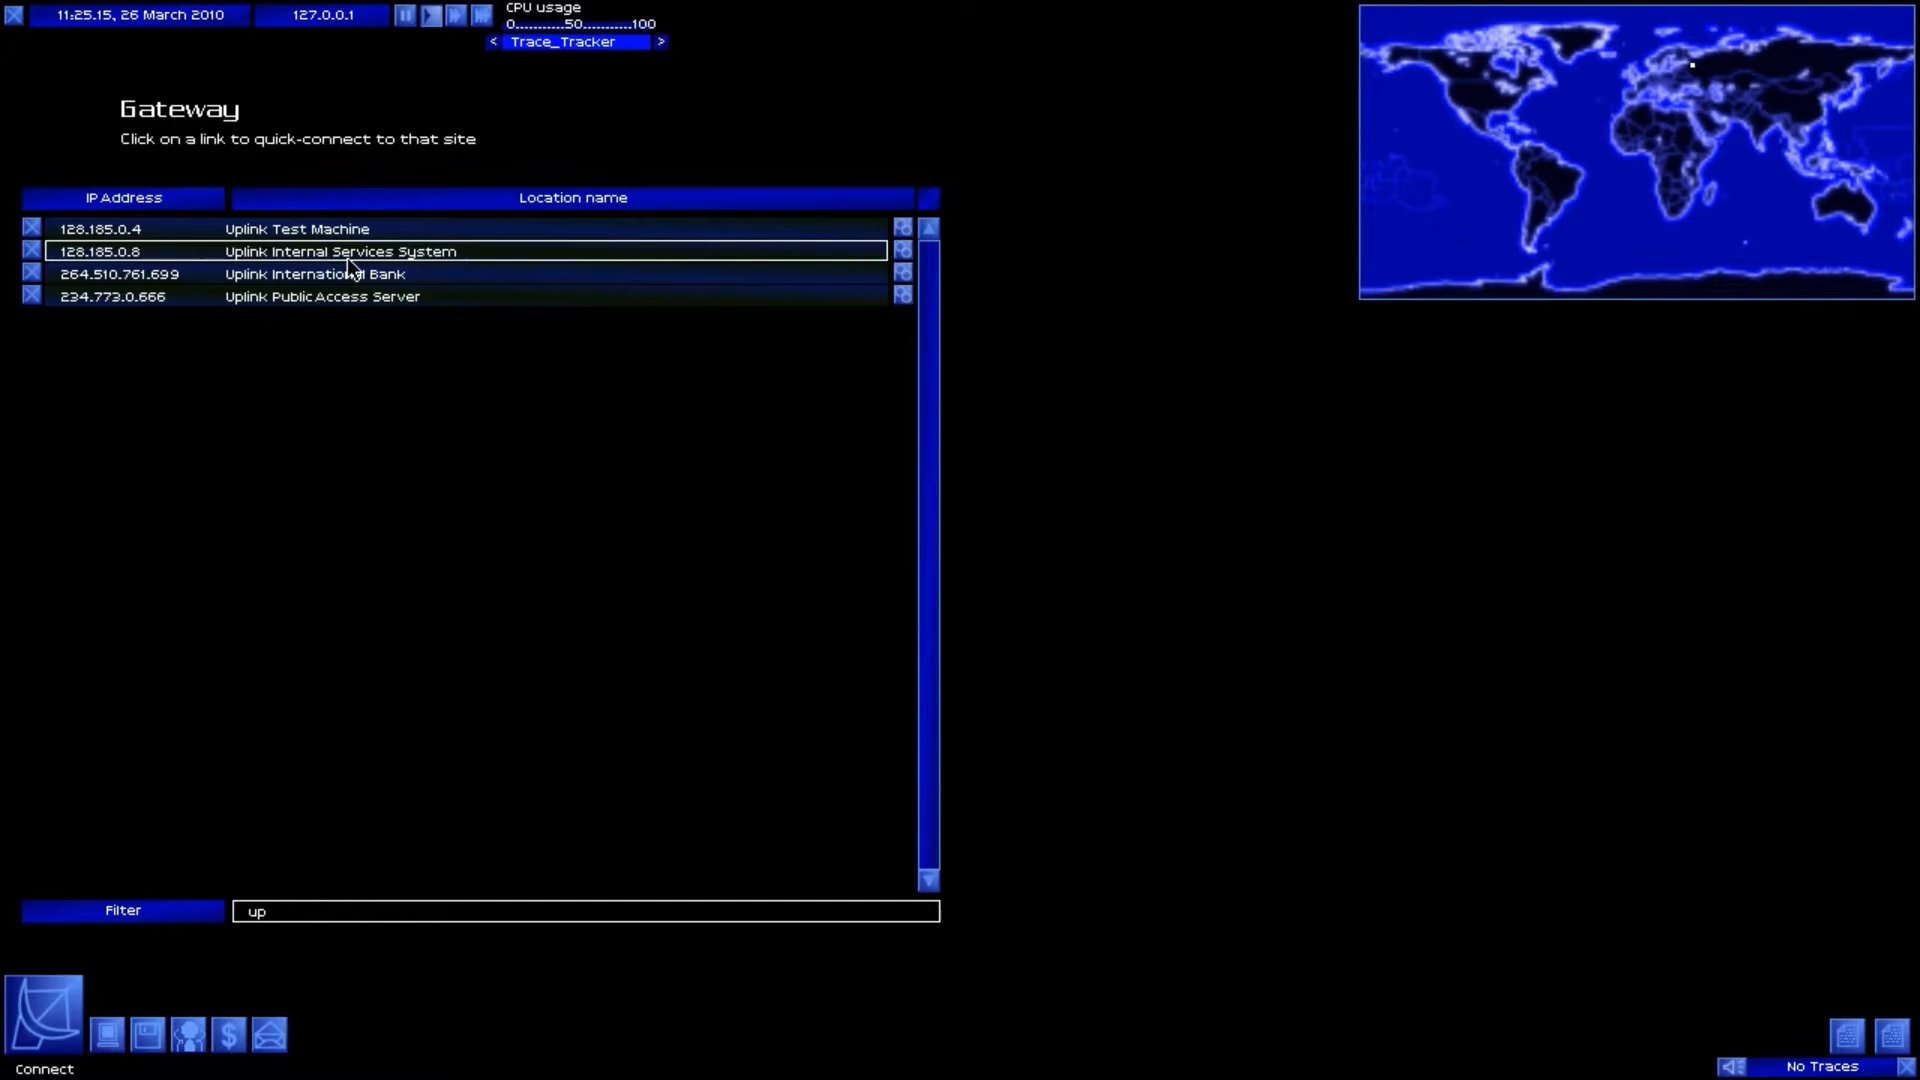 11:25.15, 26 March 2010
127.0.0.1
CPU usage
0...........50...........100
< Trace_Tracker >
Gateway
Click on a link to quick-connect to that site
IP Address Location name
128.185.0.4 Uplink Test Machine
128.185.0.8 Uplink Internal Services System
264.510.761.699 Uplink International Bank
234.773.0.666 Uplink Public Access Server
Filter up
$
Connect
No Traces